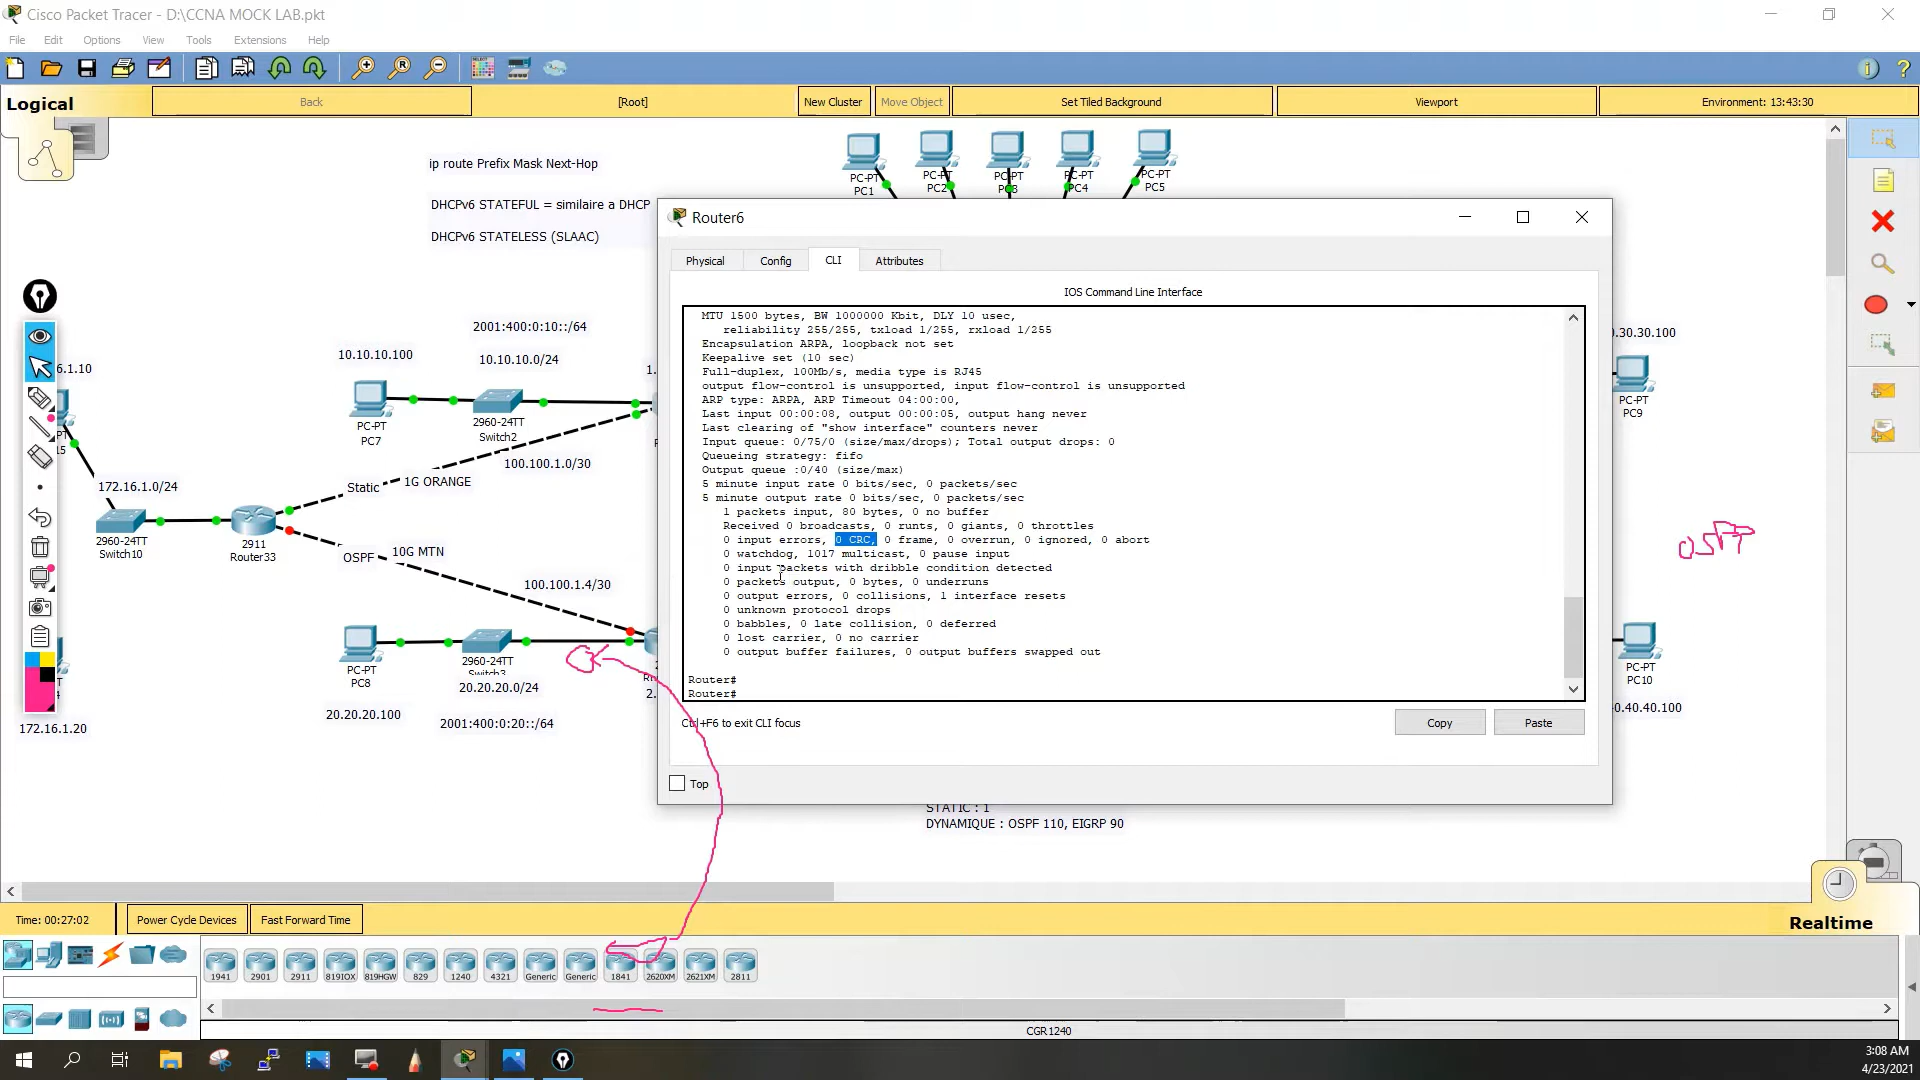 Cisco Packet Tracer - D:\CCNA MOCK LAB.pkt
File Edit Options View Tools Extensions Help
Logical
Back
[Root]
New Cluster
Move Object
Set Tiled Background
Viewport
Environment: 13:43:30
ip route Prefix Mask Next-Hop
DHCPv6 STATEFUL = similaire a DHCP
DHCPv6 STATELESS (SLAAC)
PC-PT
PC1
PC-PT
PC2
PC-PT
PC3
PC-PT
PC4
PC-PT
PC5
Router6
Physical
Config
CLI
Attributes
IOS Command Line Interface
MTU 1500 bytes, BW 1000000 Kbit, DLY 10 usec,
reliability 255/255, txload 1/255, rxload 1/255
Encapsulation ARPA, loopback not set
Keepalive set (10 sec)
Full-duplex, 100Mb/s, media type is RJ45
output flow-control is unsupported, input flow-control is unsupported
ARP type: ARPA, ARP Timeout 04:00:00,
Last input 00:00:08, output 00:00:05, output hang never
Last clearing of "show interface" counters never
Input queue: 0/75/0 (size/max/drops); Total output drops: 0
Queueing strategy: fifo
Output queue :0/40 (size/max)
5 minute input rate 0 bits/sec, 0 packets/sec
5 minute output rate 0 bits/sec, 0 packets/sec
1 packets input, 80 bytes, 0 no buffer
Received 0 broadcasts, 0 runts, 0 giants, 0 throttles
0 input errors, 0 CRC, 0 frame, 0 overrun, 0 ignored, 0 abort
0 watchdog, 1017 multicast, 0 pause input
0 input packets with dribble condition detected
0 packets output, 0 bytes, 0 underruns
0 output errors, 0 collisions, 1 interface resets
0 unknown protocol drops
0 babbles, 0 late collision, 0 deferred
0 lost carrier, 0 no carrier
0 output buffer failures, 0 output buffers swapped out
Router#
Router#
Ctrl+F6 to exit CLI focus
Copy
Paste
Top
2001:400:0:10::/64
10.10.10.100
10.10.10.0/24
6.1.10
PC-PT
PC7
2960-24TT
Switch2
100.100.1.0/30
Static
1G ORANGE
172.16.1.0/24
2960-24TT
Switch10
2911
Router33
OSPF
10G MTN
100.100.1.4/30
PC-PT
PC8
2960-24TT
Switch3
20.20.20.0/24
20.20.20.100
2001:400:0:20::/64
172.16.1.20
0.30.30.100
PC-PT
PC9
OSPF
PC-PT
PC10
0.40.40.100
STATIC : 1
DYNAMIQUE : OSPF 110, EIGRP 90
Time: 00:27:02
Power Cycle Devices
Fast Forward Time
Realtime
1941
2901
2911
819IOX
819HGW
829
1240
4321
Generic
Generic
1841
2620XM
2621XM
2811
CGR1240
3:08 AM
4/23/2021